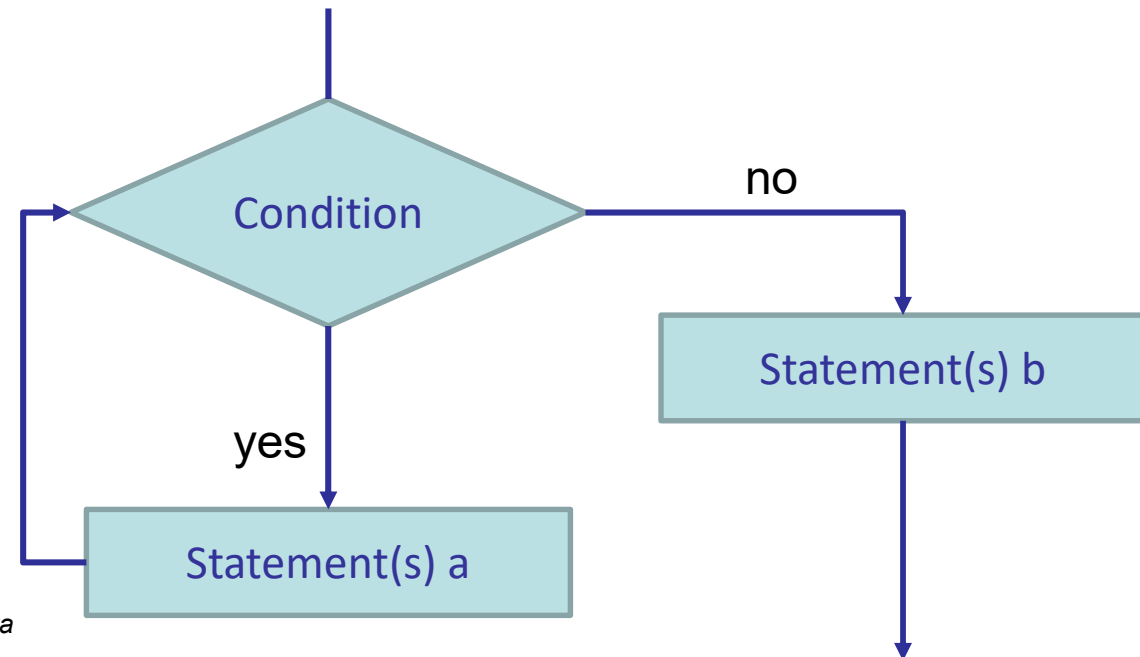 Condition
no
Statement(s) b
yes
Statement(s) a
a